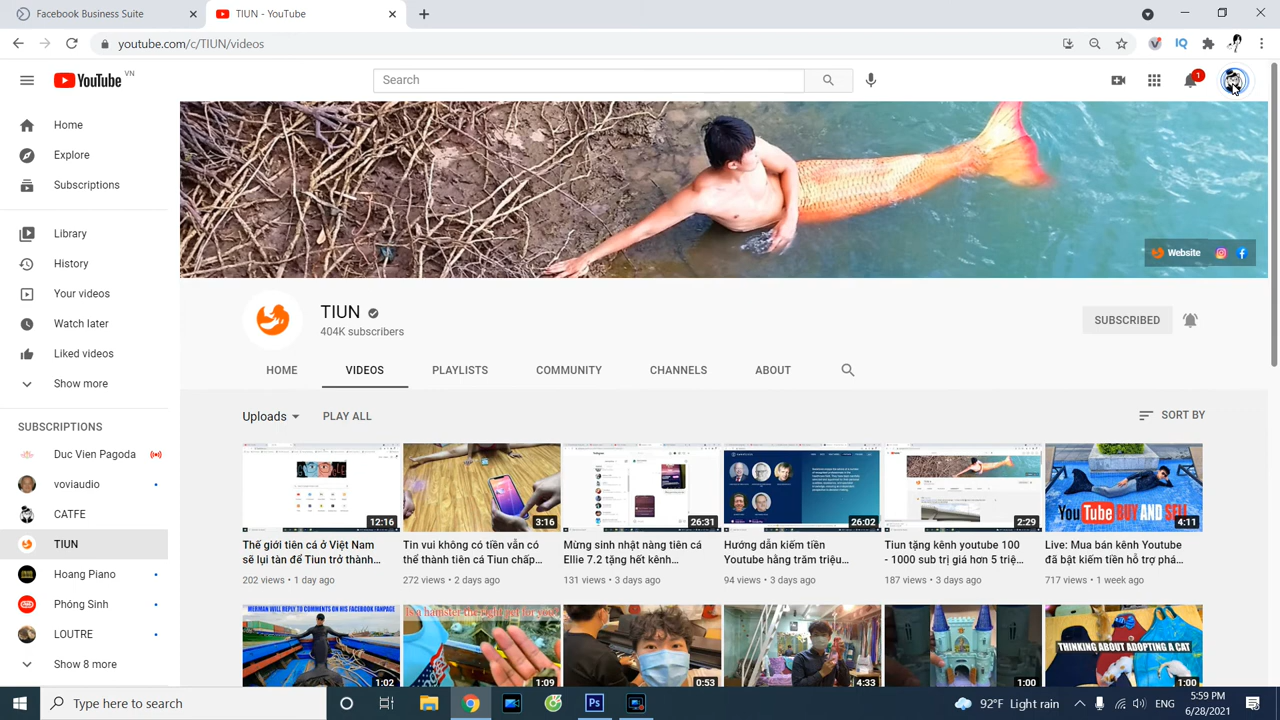 Facebook Business Suite
TIUN - YouTube
youtube.com/c/TIUN/videos
YouTube VN
Search
1
Home
Explore
Subscriptions
Library
History
Your videos
Watch later
Liked videos
Show more
SUBSCRIPTIONS
Duc Vien Pagoda
voviaudio
CATFE
TIUN
Hoang Piano
Phóng Sinh
LOUTRE
Show 8 more
Website
TIUN
404K subscribers
SUBSCRIBED
HOME
VIDEOS
PLAYLISTS
COMMUNITY
CHANNELS
ABOUT
Uploads
PLAY ALL
SORT BY
12:16
Thế giới tiên cá ở Việt Nam
sẽ lụi tàn để Tiun trở thành...
202 views • 1 day ago
3:16
Tin vui không có tiền vẫn có
thể thành tiên cá Tiun chấp...
272 views • 2 days ago
26:31
Mừng sinh nhật nàng tiên cá
Ellie 7.2 tặng hết kênh...
131 views • 3 days ago
26:02
Hướng dẫn kiếm tiền
Youtube hằng trăm triệu...
94 views • 3 days ago
2:29
Tiun tặng kênh youtube 100
- 1000 sub trị giá hơn 5 triệ...
187 views • 3 days ago
YouTube BUY AND SELL
4:11
Live: Mua bán kênh Youtube
đã bật kiếm tiền hỗ trợ phá...
717 views • 1 week ago
MERMAN WILL REPLY TO COMMENTS ON HIS FACEBOOK FANPAGE
1:02
Is a hamster the right pet for you?
1:09
0:53
4:33
1:00
THINKING ABOUT ADOPTING A CAT
1:00
Type here to search
92°F Light rain
ENG
5:59 PM
6/28/2021